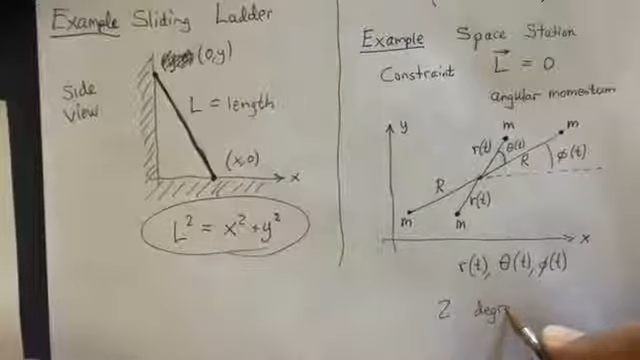 Example Sliding Ladder
Side
view
(0,y)
L = length
(x,0)
x
L² = x² + y²
Example Space Station
Constraint L⃗ = 0
angular momentum
y
m
m
r(t)
θ(t)
R
ϕ(t)
R
r(t)
m
m
x
r(t), θ(t), ϕ(t)
2 degr